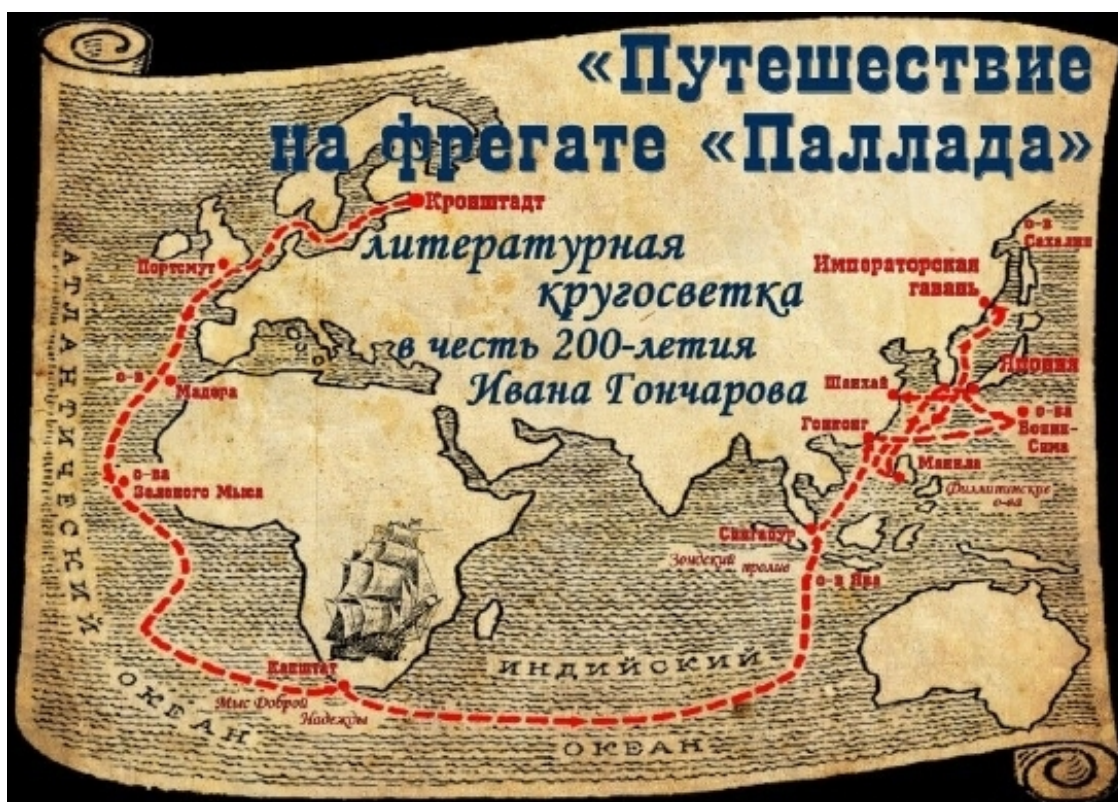 «Путешествие
на фрегате «Паллада»
Кронштадт
литературная
кругосветка
в честь 200-летия
Ивана Гончарова
Портсмут
о-в
Мадера
о-ва
Зеленого Мыса
АТЛАНТИЧЕСКИЙ
ОКЕАН
Капштат
Мыс Доброй
Надежды
ИНДИЙСКИЙ
ОКЕАН
о-в Ява
Зондский пролив
Сингапур
Филиппинские
о-ва
Манила
Гонконг
Шанхай
о-ва
Бонин-
Сима
Япония
Императорская
гавань
о-в
Сахалин